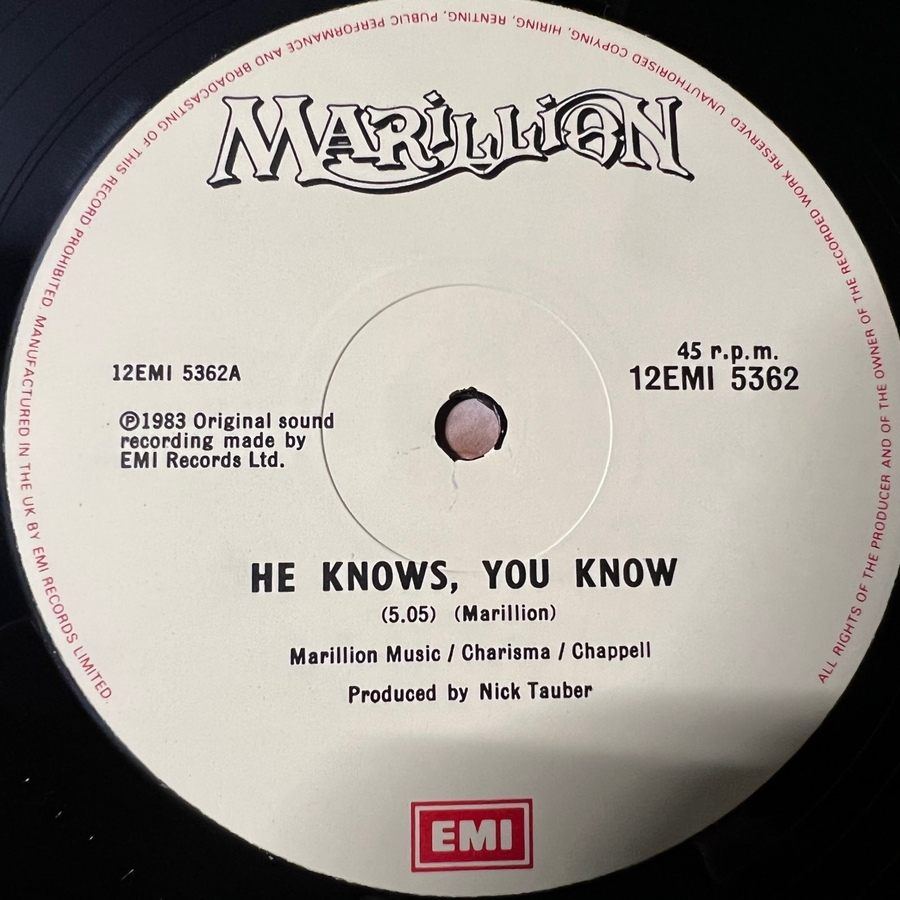 ALL RIGHTS OF THE PRODUCER AND OF THE OWNER OF THE RECORDED WORK RESERVED. UNAUTHORISED COPYING, HIRING, RENTING, PUBLIC PERFORMANCE AND BROADCASTING OF THIS RECORD PROHIBITED. MANUFACTURED IN THE UK BY EMI RECORDS LIMITED.
MARILLION
45 r.p.m.
12EMI 5362A
12EMI 5362
℗1983 Original sound
recording made by
EMI Records Ltd.
HE KNOWS, YOU KNOW
(5.05) (Marillion)
Marillion Music / Charisma / Chappell
Produced by Nick Tauber
EMI